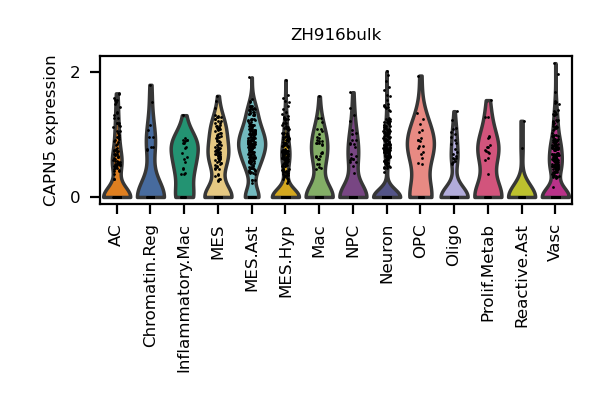 ZH916bulk
CAPN5 expression
2
0
AC
Chromatin.Reg
Inflammatory.Mac
MES
MES.Ast
MES.Hyp
Mac
NPC
Neuron
OPC
Oligo
Prolif.Metab
Reactive.Ast
Vasc